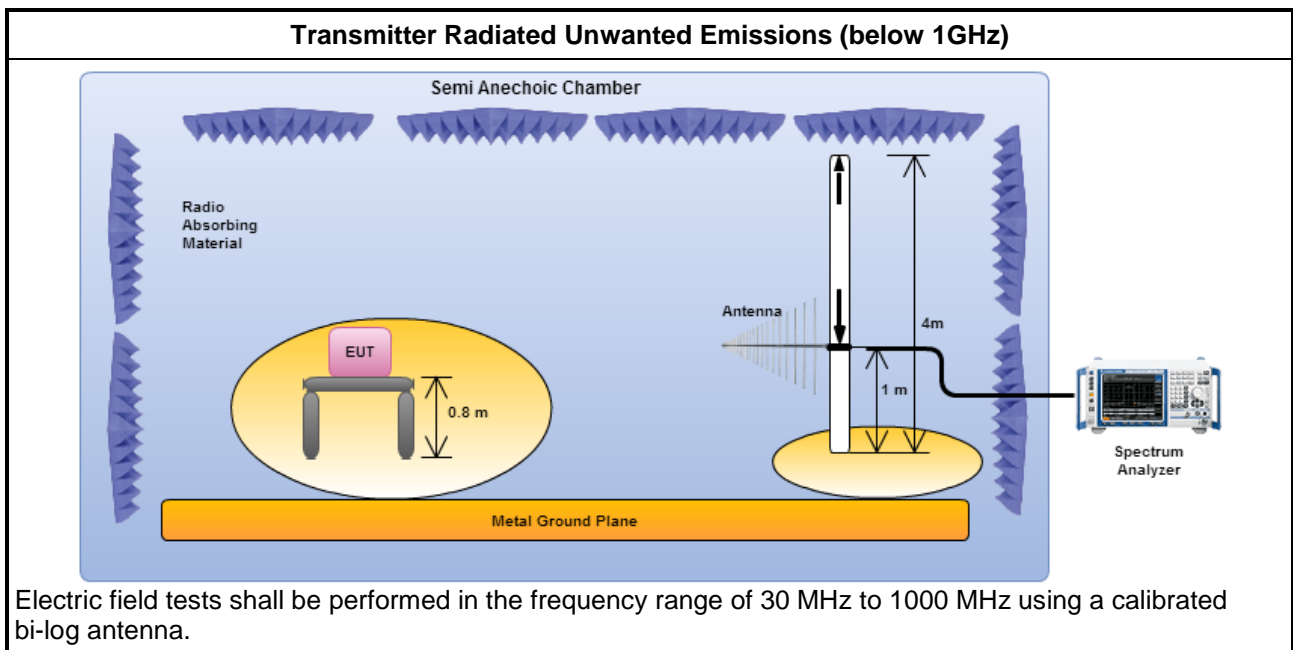 Transmitter Radiated Unwanted Emissions (below 1GHz)
Semi Anechoic Chamber
Radio
Absorbing
Material
Antenna
4m
EUT
1 m
0.8 m
Spectrum
Analyzer
Metal Ground Plane
Electric field tests shall be performed in the frequency range of 30 MHz to 1000 MHz using a calibrated
bi-log antenna.